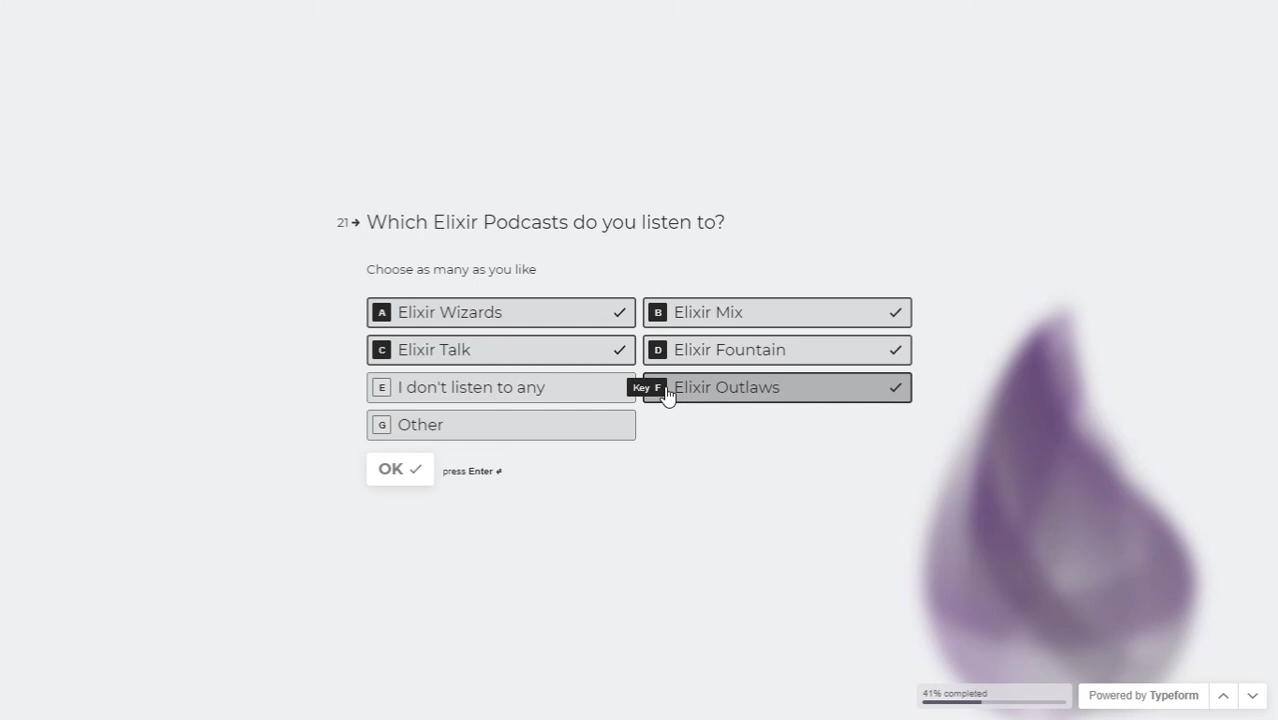 21→ Which Elixir Podcasts do you listen to?
Choose as many as you like
A Elixir Wizards
B Elixir Mix
C Elixir Talk
D Elixir Fountain
E I don't listen to any
Key F Elixir Outlaws
G Other
OK
press Enter ↵
41% completed
Powered by Typeform